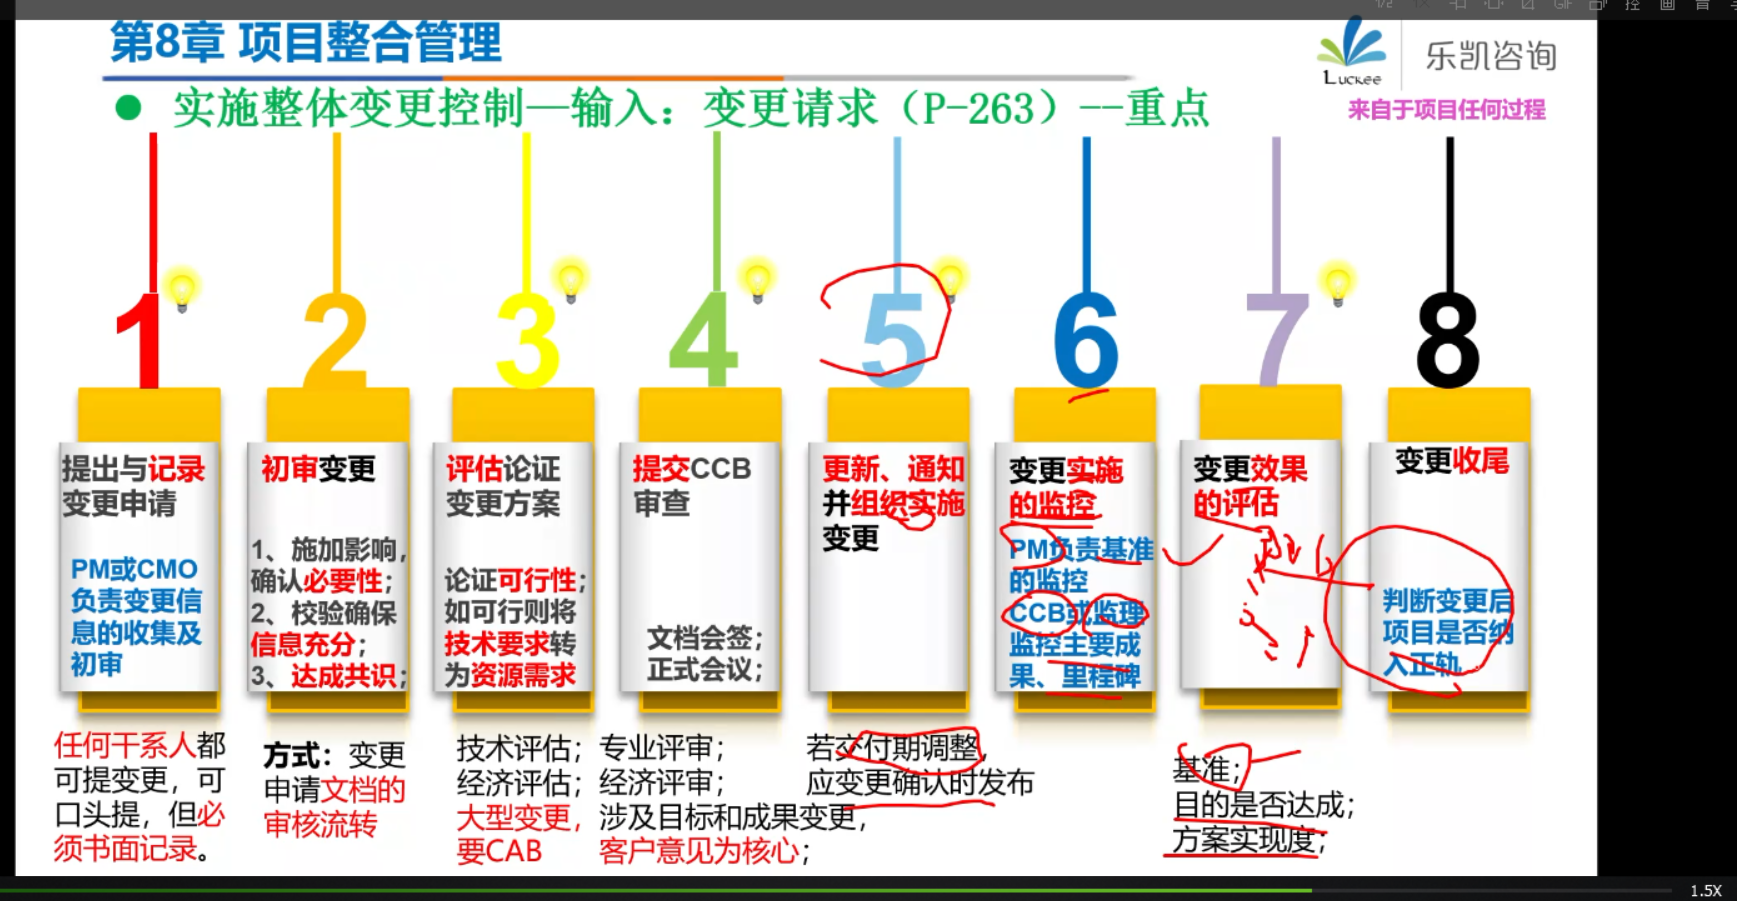 第8章 项目整合管理
Luckee
乐凯咨询
来自于项目任何过程
● 实施整体变更控制—输入：变更请求（P-263）--重点
1
提出与记录
变更申请
PM或CMO
负责变更信
息的收集及
初审
任何干系人都
可提变更，可
口头提，但必
须书面记录。
2
初审变更
1、施加影响，
确认必要性；
2、校验确保
信息充分；
3、达成共识；
方式：变更
申请文档的
审核流转
3
评估论证
变更方案
论证可行性；
如可行则将
技术要求转
为资源需求
技术评估；
经济评估；
大型变更，
要CAB
4
提交CCB
审查
文档会签；
正式会议；
专业评审；
经济评审；
涉及目标和成果变更，
客户意见为核心；
5
更新、通知
并组织实施
变更
若交付期调整，
应变更确认时发布
6
变更实施
的监控
PM负责基准
的监控
CCB或监理
监控主要成
果、里程碑
7
变更效果
的评估
基准；
目的是否达成；
方案实现度；
8
变更收尾
判断变更后
项目是否纳
入正轨
1.5X